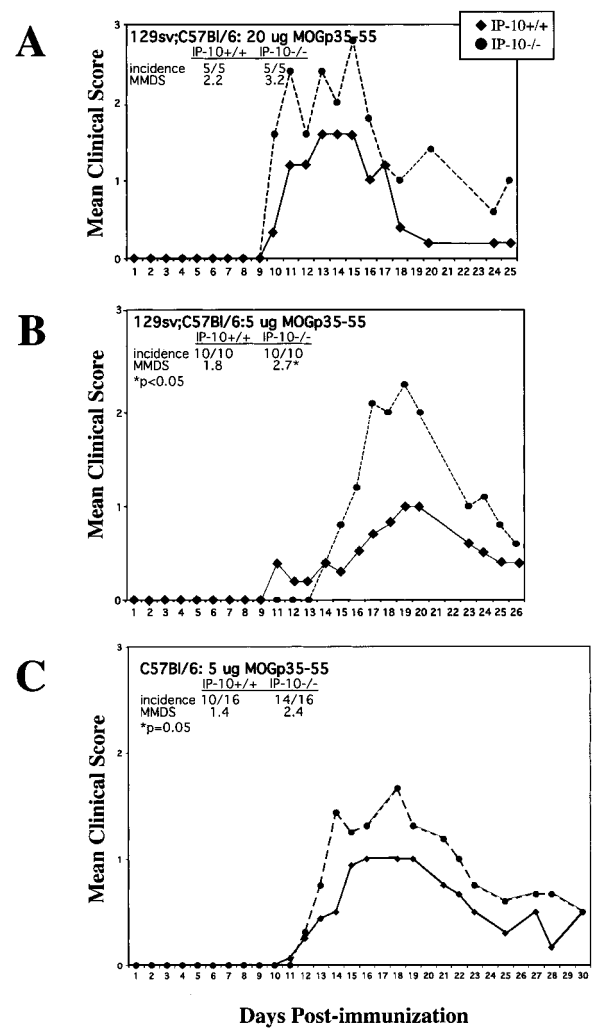 A
IP-10+/+
IP-10-/-
129sv;C57Bl/6: 20 ug MOGp35-55
IP-10+/+ IP-10-/-
incidence 5/5 5/5
MMDS 2.2 3.2
Mean Clinical Score
3
2
1
0
1 2 3 4 5 6 7 8 9 10 11 12 13 14 15 16 17 18 19 20 21 22 23 24 25
B
129sv;C57Bl/6:5 ug MOGp35-55
IP-10+/+ IP-10-/-
incidence 10/10 10/10
MMDS 1.8 2.7*
*p<0.05
Mean Clinical Score
3
2
1
0
1 2 3 4 5 6 7 8 9 10 11 12 13 14 15 16 17 18 19 20 21 22 23 24 25 26
C
C57Bl/6: 5 ug MOGp35-55
IP-10+/+ IP-10-/-
incidence 10/16 14/16
MMDS 1.4 2.4
*p=0.05
Mean Clinical Score
3
2
1
0
1 2 3 4 5 6 7 8 9 10 11 12 13 14 15 16 17 18 19 20 21 22 23 24 25 26 27 28 29 30
Days Post-immunization